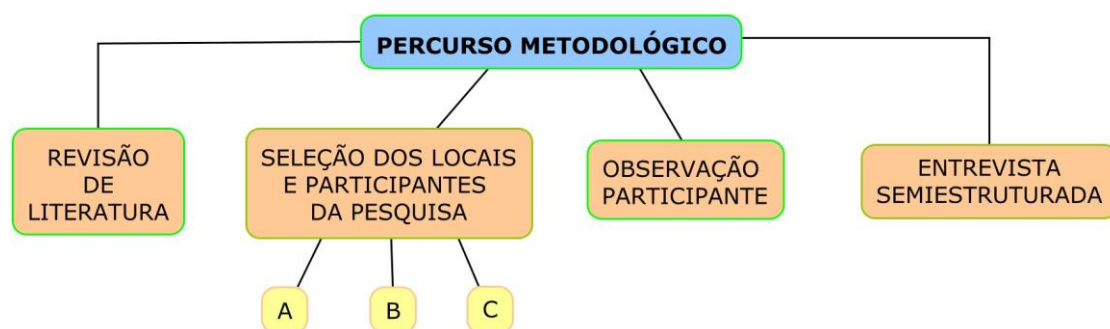 PERCURSO METODOLÓGICO
REVISÃO
DE
LITERATURA
SELEÇÃO DOS LOCAIS
E PARTICIPANTES
DA PESQUISA
OBSERVAÇÃO
PARTICIPANTE
ENTREVISTA
SEMIESTRUTURADA
A
B
C